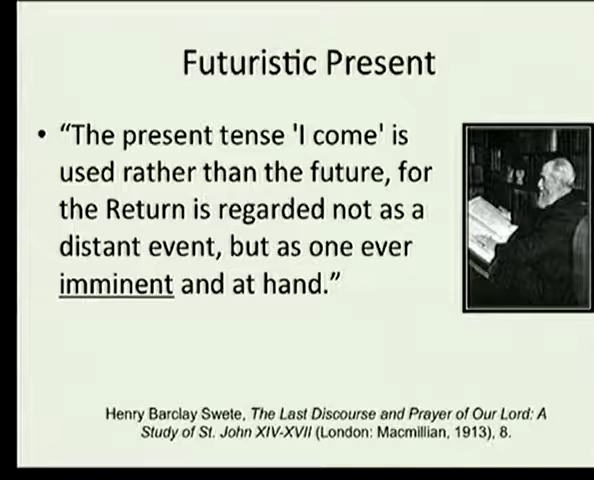 Futuristic Present
• “The present tense 'I come' is
used rather than the future, for
the Return is regarded not as a
distant event, but as one ever
imminent and at hand.”
Henry Barclay Swete, The Last Discourse and Prayer of Our Lord: A
Study of St. John XIV-XVII (London: Macmillian, 1913), 8.